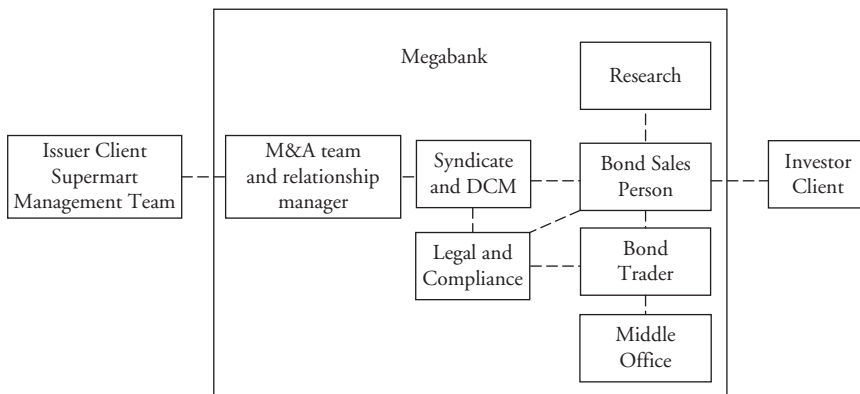 Megabank
Research
Issuer Client
Supermart
Management Team
M&A team
and relationship
manager
Syndicate
and DCM
Bond Sales
Person
Investor
Client
Legal and
Compliance
Bond
Trader
Middle
Office